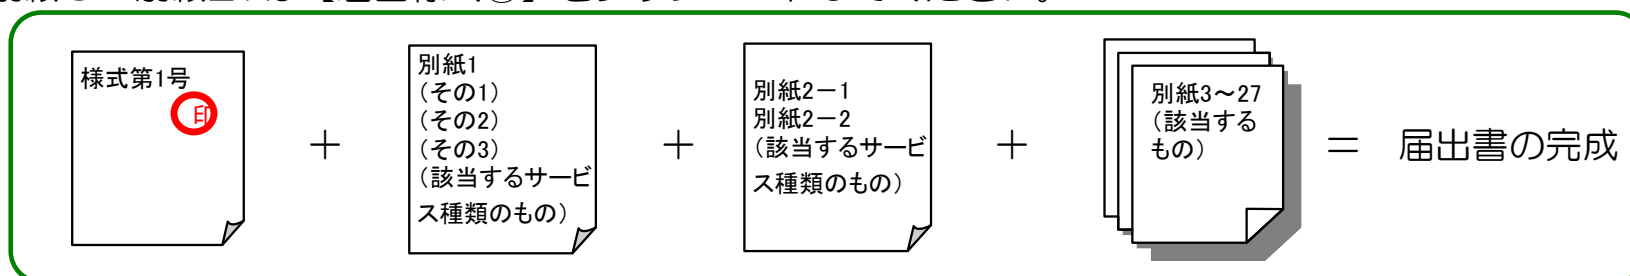 様式第1号
印
＋
別紙1
（その1）
（その2）
（その3）
（該当するサービ
ス種類のもの）
＋
別紙2－1
別紙2－2
（該当するサービ
ス種類のもの）
＋
別紙3～27
（該当する
もの）
＝ 届出書の完成